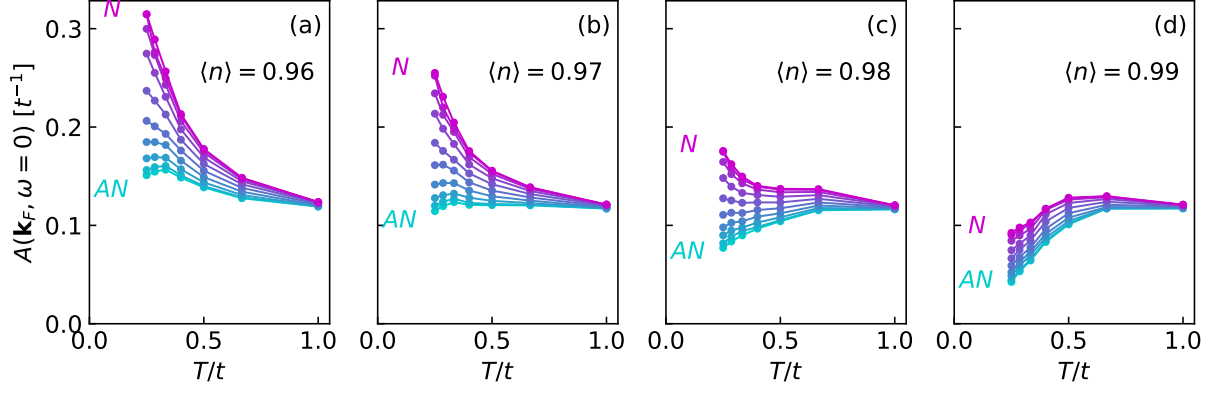 A(k_F, ω = 0) [t⁻¹]
0.3
0.2
0.1
0.0
N
(a)
⟨n⟩ = 0.96
AN
0.0 0.5 1.0
T/t
N
(b)
⟨n⟩ = 0.97
AN
0.0 0.5 1.0
T/t
(c)
⟨n⟩ = 0.98
N
AN
0.0 0.5 1.0
T/t
(d)
⟨n⟩ = 0.99
N
AN
0.0 0.5 1.0
T/t